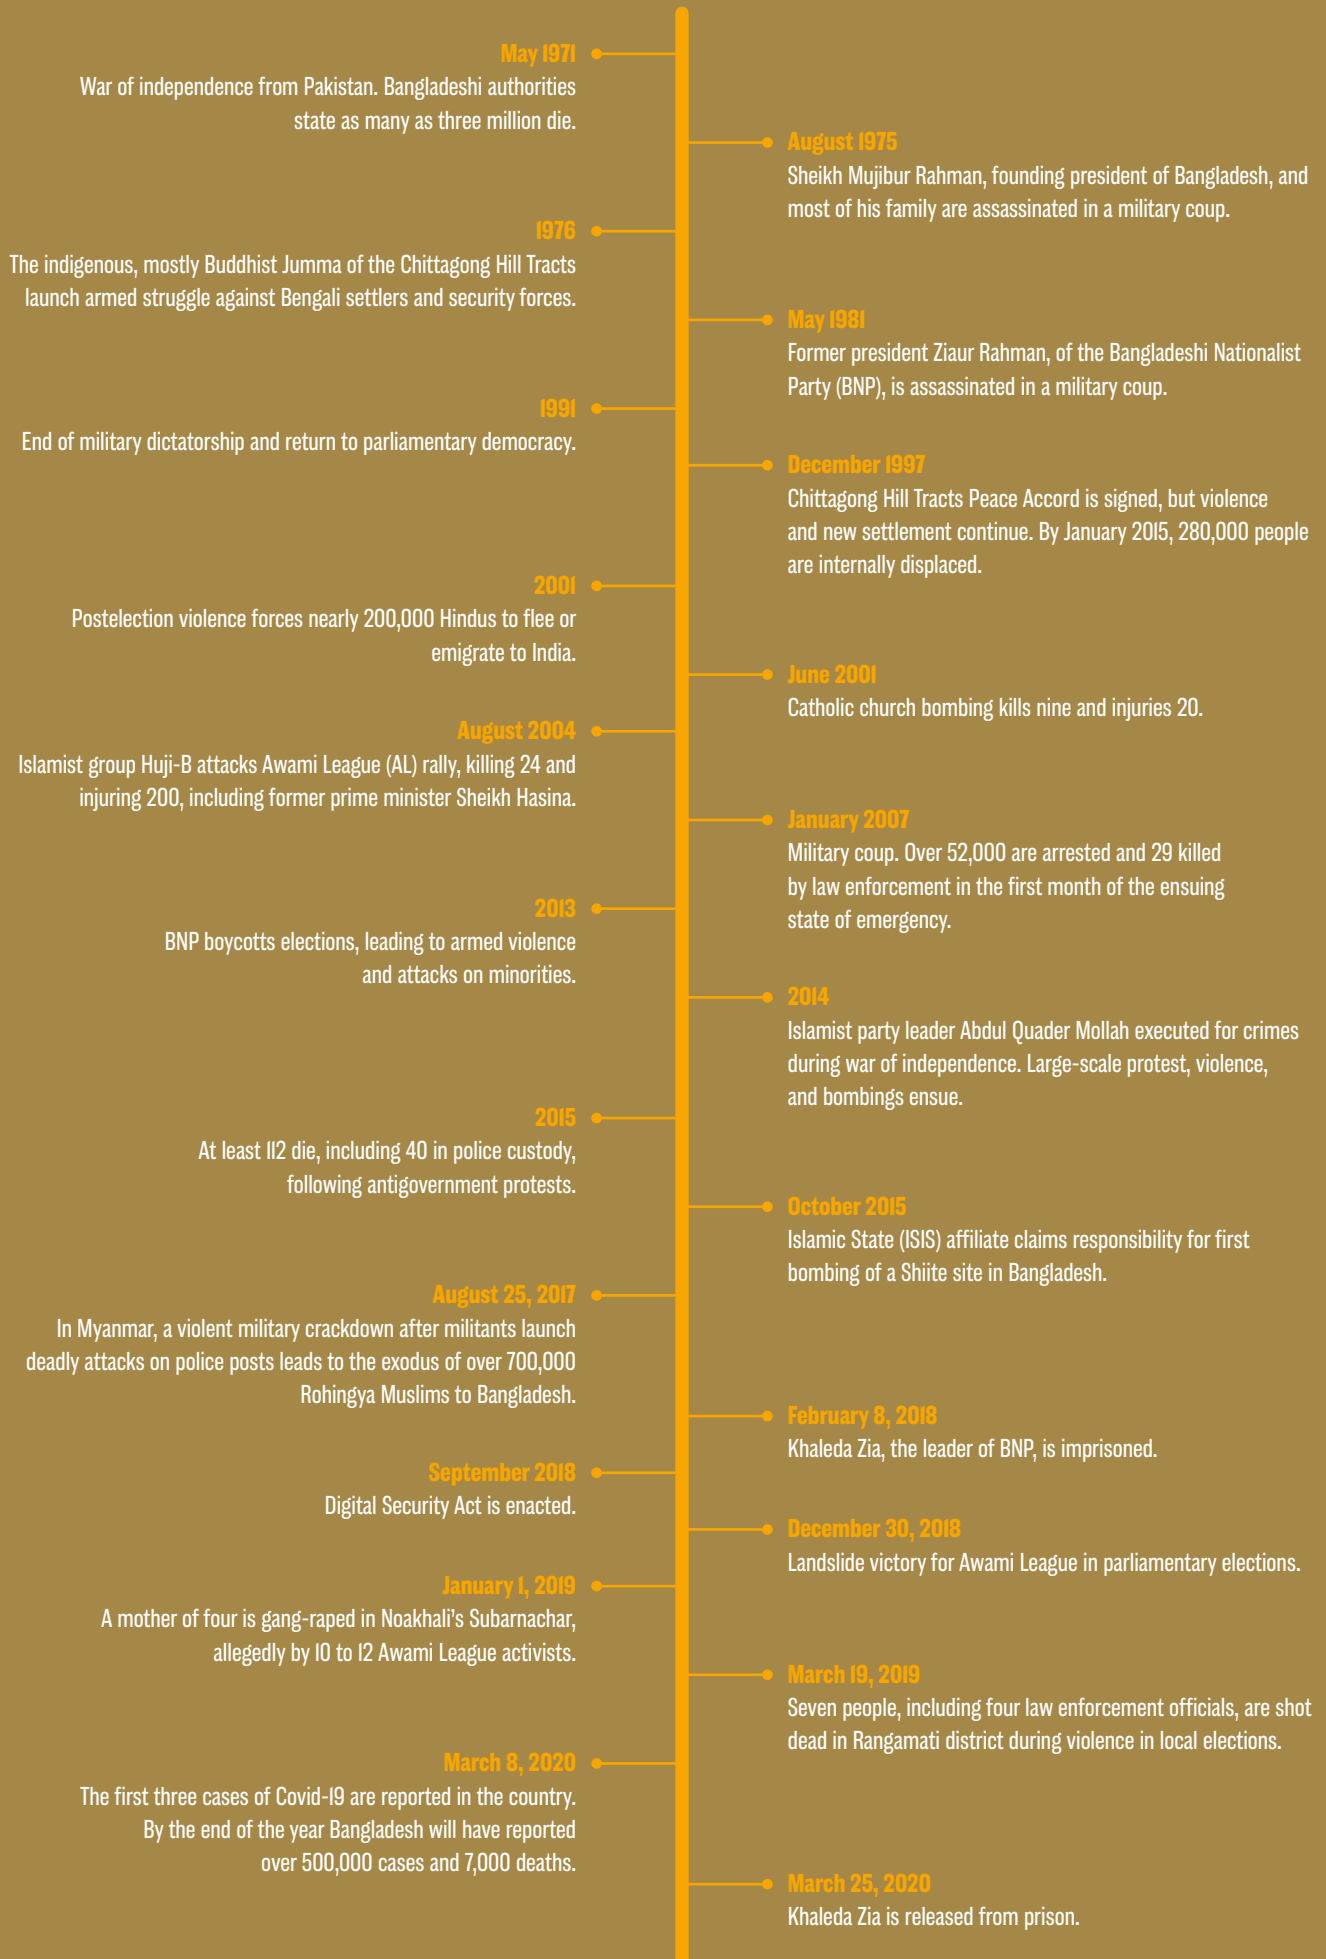 May 1971
War of independence from Pakistan. Bangladeshi authorities
state as many as three million die.
August 1975
Sheikh Mujibur Rahman, founding president of Bangladesh, and
most of his family are assassinated in a military coup.
1976
The indigenous, mostly Buddhist Jumma of the Chittagong Hill Tracts
launch armed struggle against Bengali settlers and security forces.
May 1981
Former president Ziaur Rahman, of the Bangladeshi Nationalist
Party (BNP), is assassinated in a military coup.
1991
End of military dictatorship and return to parliamentary democracy.
December 1997
Chittagong Hill Tracts Peace Accord is signed, but violence
and new settlement continue. By January 2015, 280,000 people
are internally displaced.
2001
Postelection violence forces nearly 200,000 Hindus to flee or
emigrate to India.
June 2001
Catholic church bombing kills nine and injuries 20.
August 2004
Islamist group Huji-B attacks Awami League (AL) rally, killing 24 and
injuring 200, including former prime minister Sheikh Hasina.
January 2007
Military coup. Over 52,000 are arrested and 29 killed
by law enforcement in the first month of the ensuing
state of emergency.
2013
BNP boycotts elections, leading to armed violence
and attacks on minorities.
2014
Islamist party leader Abdul Quader Mollah executed for crimes
during war of independence. Large-scale protest, violence,
and bombings ensue.
2015
At least 112 die, including 40 in police custody,
following antigovernment protests.
October 2015
Islamic State (ISIS) affiliate claims responsibility for first
bombing of a Shiite site in Bangladesh.
August 25, 2017
In Myanmar, a violent military crackdown after militants launch
deadly attacks on police posts leads to the exodus of over 700,000
Rohingya Muslims to Bangladesh.
February 8, 2018
Khaleda Zia, the leader of BNP, is imprisoned.
September 2018
Digital Security Act is enacted.
December 30, 2018
Landslide victory for Awami League in parliamentary elections.
January 1, 2019
A mother of four is gang-raped in Noakhali’s Subarnachar,
allegedly by 10 to 12 Awami League activists.
March 19, 2019
Seven people, including four law enforcement officials, are shot
dead in Rangamati district during violence in local elections.
March 8, 2020
The first three cases of Covid-19 are reported in the country.
By the end of the year Bangladesh will have reported
over 500,000 cases and 7,000 deaths.
March 25, 2020
Khaleda Zia is released from prison.